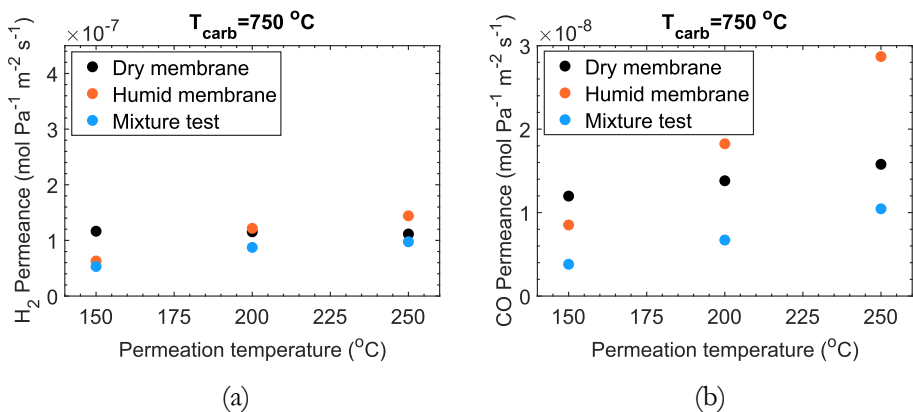 T_carb=750 °C
×10⁻⁷
H₂ Permeance (mol Pa⁻¹ m⁻² s⁻¹)
4
3
2
1
0
Dry membrane
Humid membrane
Mixture test
150 175 200 225 250
Permeation temperature (°C)
(a)
T_carb=750 °C
×10⁻⁸
CO Permeance (mol Pa⁻¹ m⁻² s⁻¹)
3
2
1
0
Dry membrane
Humid membrane
Mixture test
150 175 200 225 250
Permeation temperature (°C)
(b)